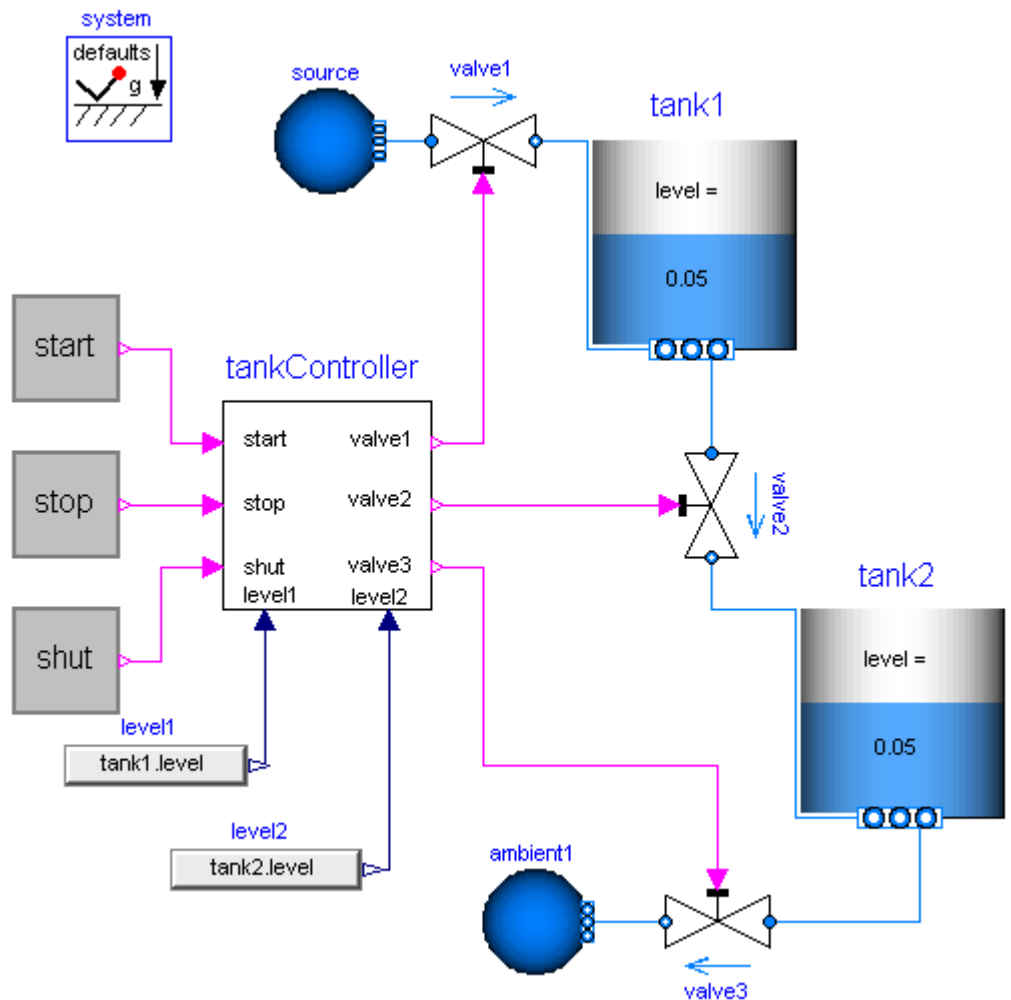 system
defaults
g
source
valve1
tank1
level =
0.05
start
tankController
start
valve1
stop
stop
valve2
valve2
shut
valve3
level1
level2
tank2
shut
level =
level1
tank1.level
0.05
level2
tank2.level
ambient1
valve3